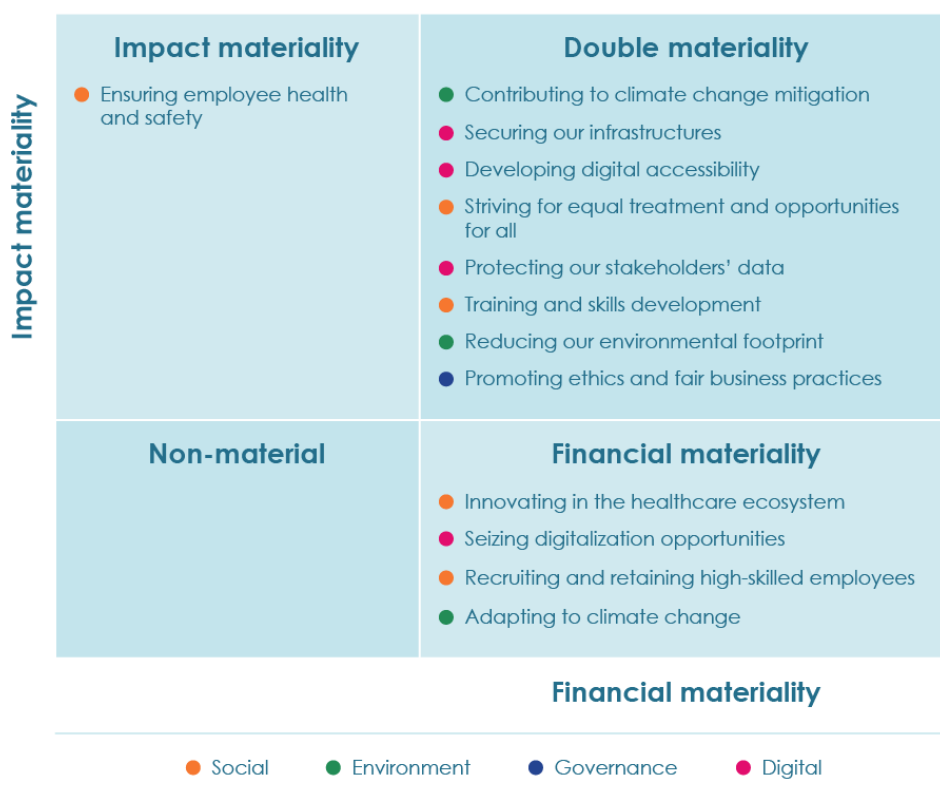 Impact materiality
Impact materiality
Ensuring employee health
and safety
Double materiality
Contributing to climate change mitigation
Securing our infrastructures
Developing digital accessibility
Striving for equal treatment and opportunities
for all
Protecting our stakeholders’ data
Training and skills development
Reducing our environmental footprint
Promoting ethics and fair business practices
Non-material
Financial materiality
Innovating in the healthcare ecosystem
Seizing digitalization opportunities
Recruiting and retaining high-skilled employees
Adapting to climate change
Financial materiality
Social
Environment
Governance
Digital